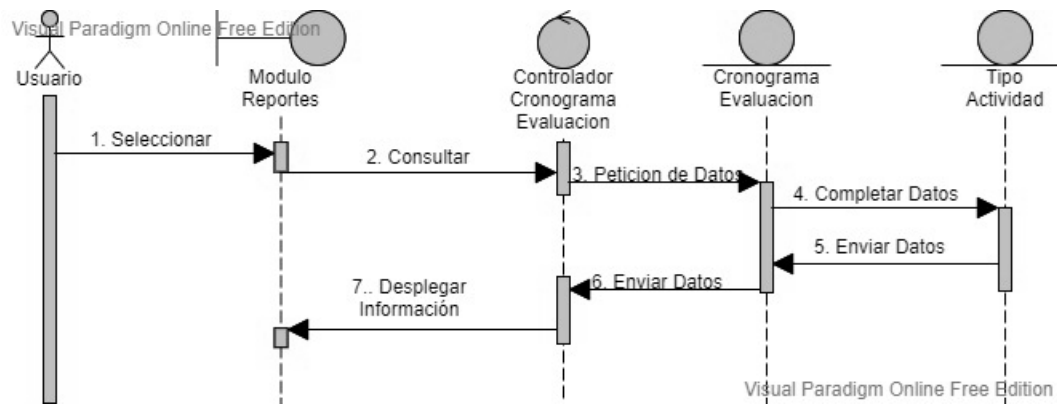 Visual Paradigm Online Free Edition
Usuario
Modulo
Reportes
Controlador
Cronograma
Evaluacion
Cronograma
Evaluacion
Tipo
Actividad
1. Seleccionar
2. Consultar
3. Peticion de Datos
4. Completar Datos
5. Enviar Datos
6. Enviar Datos
7.. Desplegar
Información
Visual Paradigm Online Free Edition